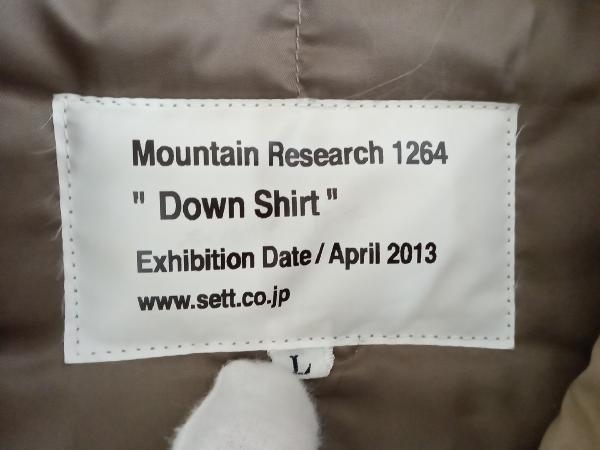 Mountain Research 1264
" Down Shirt "
Exhibition Date / April 2013
www.sett.co.jp
L